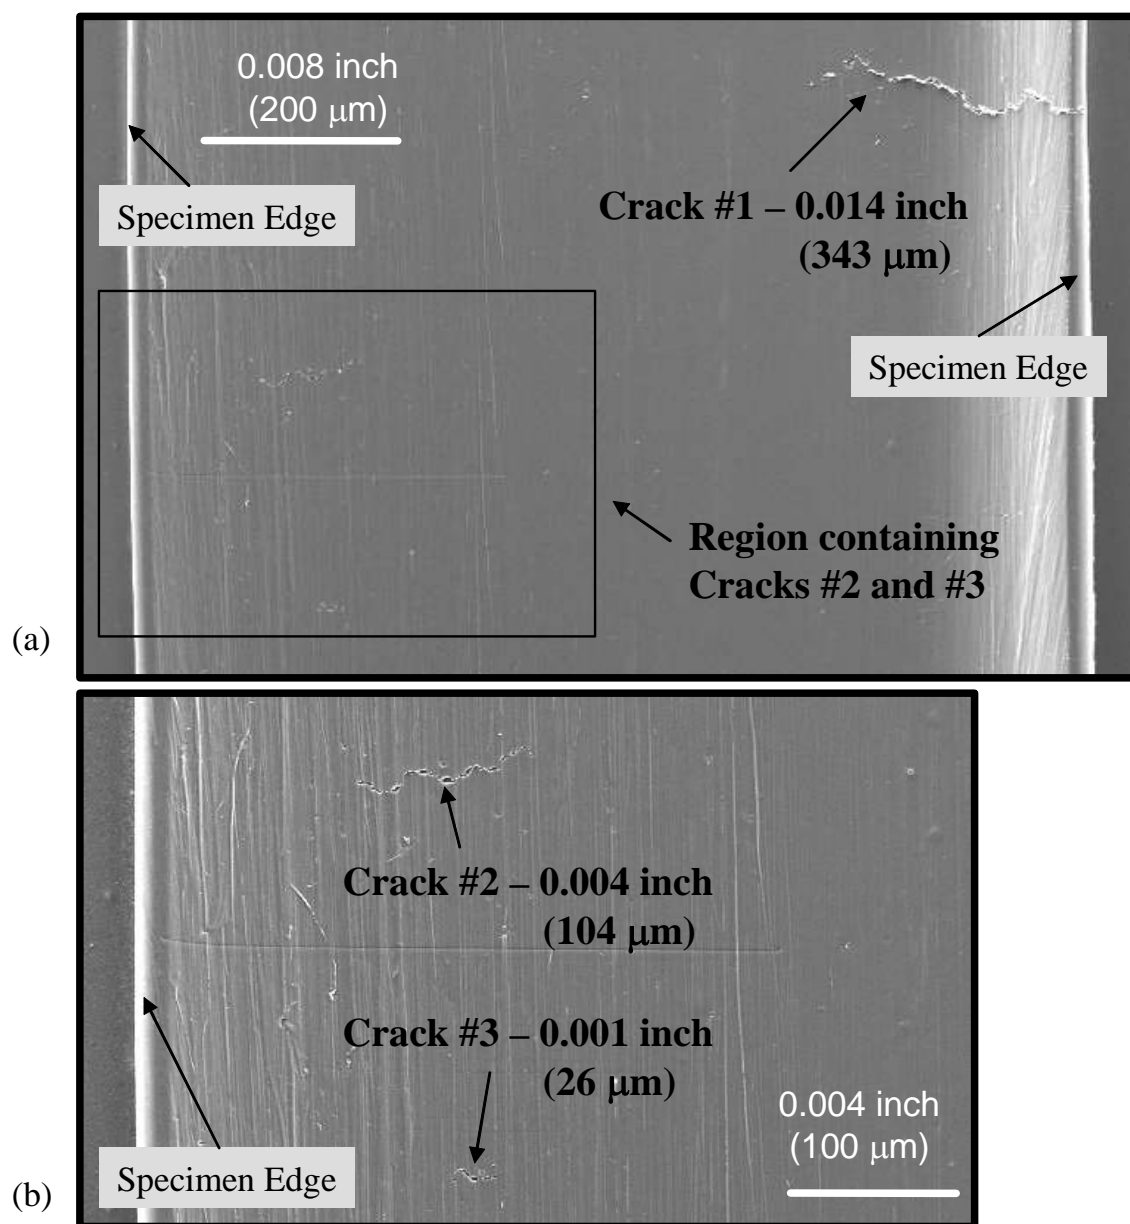 0.008 inch
(200 μm)
Specimen Edge
Crack #1 – 0.014 inch
(343 μm)
Specimen Edge
Region containing
Cracks #2 and #3
(a)
Crack #2 – 0.004 inch
(104 μm)
Crack #3 – 0.001 inch
(26 μm)
0.004 inch
(100 μm)
Specimen Edge
(b)